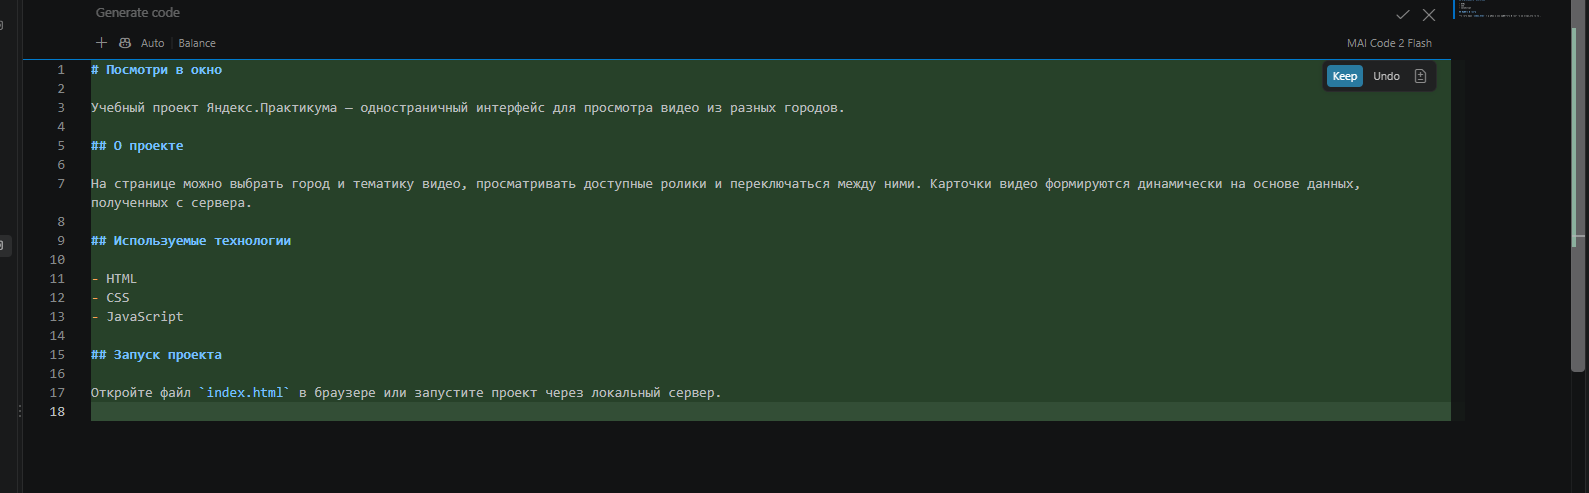 Generate code
Auto | Balance
MAI Code 2 Flash
Keep Undo
1 # Посмотри в окно
2
3 Учебный проект Яндекс.Практикума — одностраничный интерфейс для просмотра видео из разных городов.
4
5 ## О проекте
6
7 На странице можно выбрать город и тематику видео, просматривать доступные ролики и переключаться между ними. Карточки видео формируются динамически на основе данных,
полученных с сервера.
8
9 ## Используемые технологии
10
11 - HTML
12 - CSS
13 - JavaScript
14
15 ## Запуск проекта
16
17 Откройте файл `index.html` в браузере или запустите проект через локальный сервер.
18